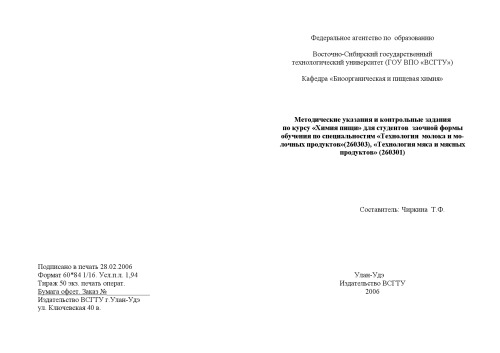 Федеральное агентство по  образованию
Восточно-Сибирский государственный
технологический университет (ГОУ ВПО «ВСГТУ»)
Кафедра «Биоорганическая и пищевая химия»
Методические указания и контрольные задания
по курсу «Химия пищи» для студентов  заочной формы
обучения по специальностям «Технология  молока и мо-
лочных продуктов»(260303), «Технология мяса и мясных
продуктов» (260301)
Составитель: Чиркина  Т.Ф.
Улан-Удэ
Издательство ВСГТУ
2006
Подписано в печать 28.02.2006
Формат 60*84 1/16. Усл.п.л. 1,94
Тираж 50 экз. печать операт.
Бумага офсет. Заказ №____________
Издательство ВСГТУ г.Улан-Удэ
ул. Ключевская 40 в.